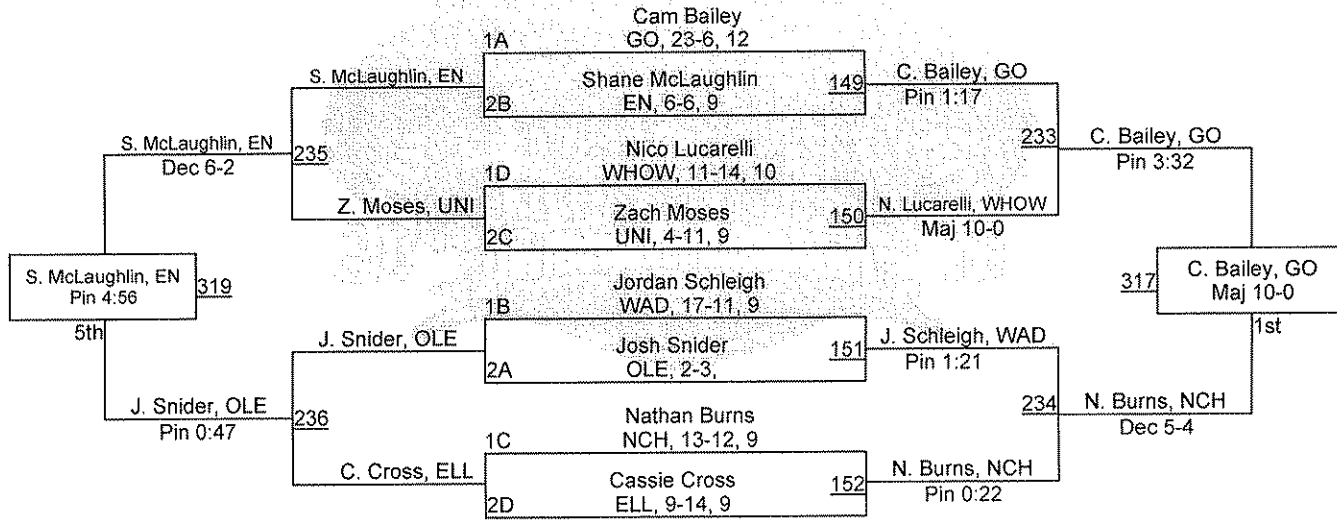 Cam Bailey
1A
GO, 23-6, 12
S. McLaughlin, EN
Shane McLaughlin
149
C. Bailey, GO
2B
EN, 6-6, 9
Pin 1:17
S. McLaughlin, EN
235
Dec 6-2
Nico Lucarelli
233
C. Bailey, GO
Pin 3:32
1D
WHOW, 11-14, 10
Z. Moses, UNI
Zach Moses
150
N. Lucarelli, WHOW
2C
UNI, 4-11, 9
Maj 10-0
S. McLaughlin, EN
Pin 4:56
319
5th
Jordan Schleigh
317
C. Bailey, GO
Maj 10-0
1st
1B
WAD, 17-11, 9
J. Snider, OLE
Josh Snider
151
J. Schleigh, WAD
2A
OLE, 2-3,
Pin 1:21
J. Snider, OLE
236
Pin 0:47
Nathan Burns
234
N. Burns, NCH
Dec 5-4
1C
NCH, 13-12, 9
C. Cross, ELL
Cassie Cross
152
N. Burns, NCH
2D
ELL, 9-14, 9
Pin 0:22